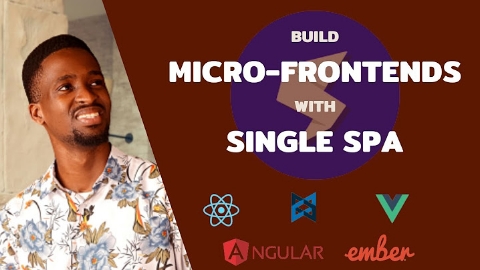 BUILD
MICRO-FRONTENDS
WITH
SINGLE SPA
ANGULAR
ember